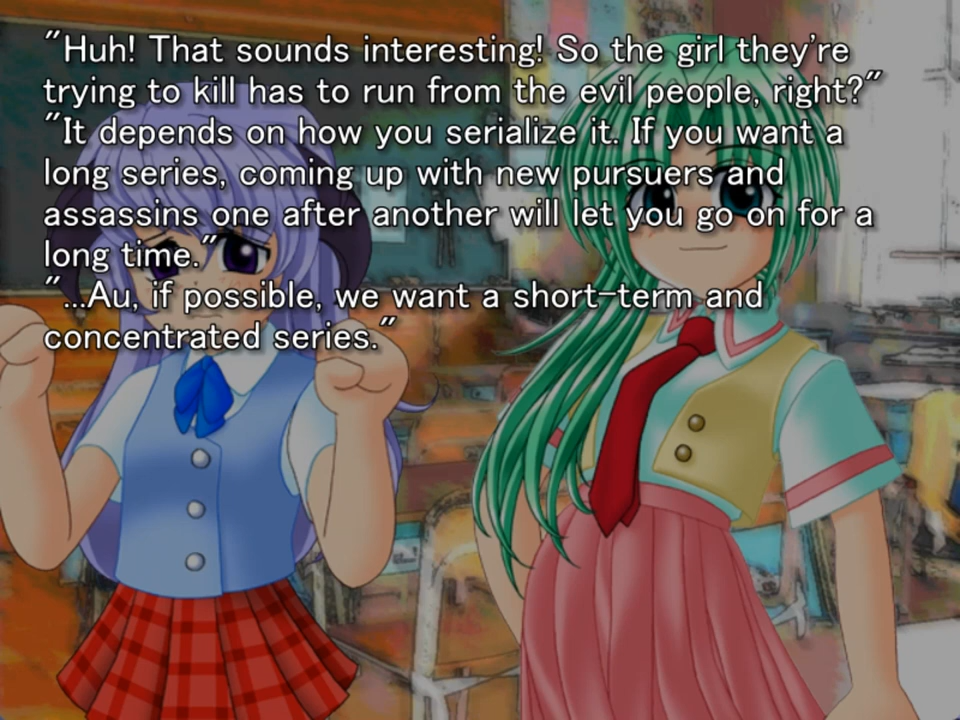 "Huh! That sounds interesting! So the girl they're
trying to kill has to run from the evil people, right?"
"It depends on how you serialize it. If you want a
long series, coming up with new pursuers and
assassins one after another will let you go on for a
long time."
"...Au, if possible, we want a short-term and
concentrated series."